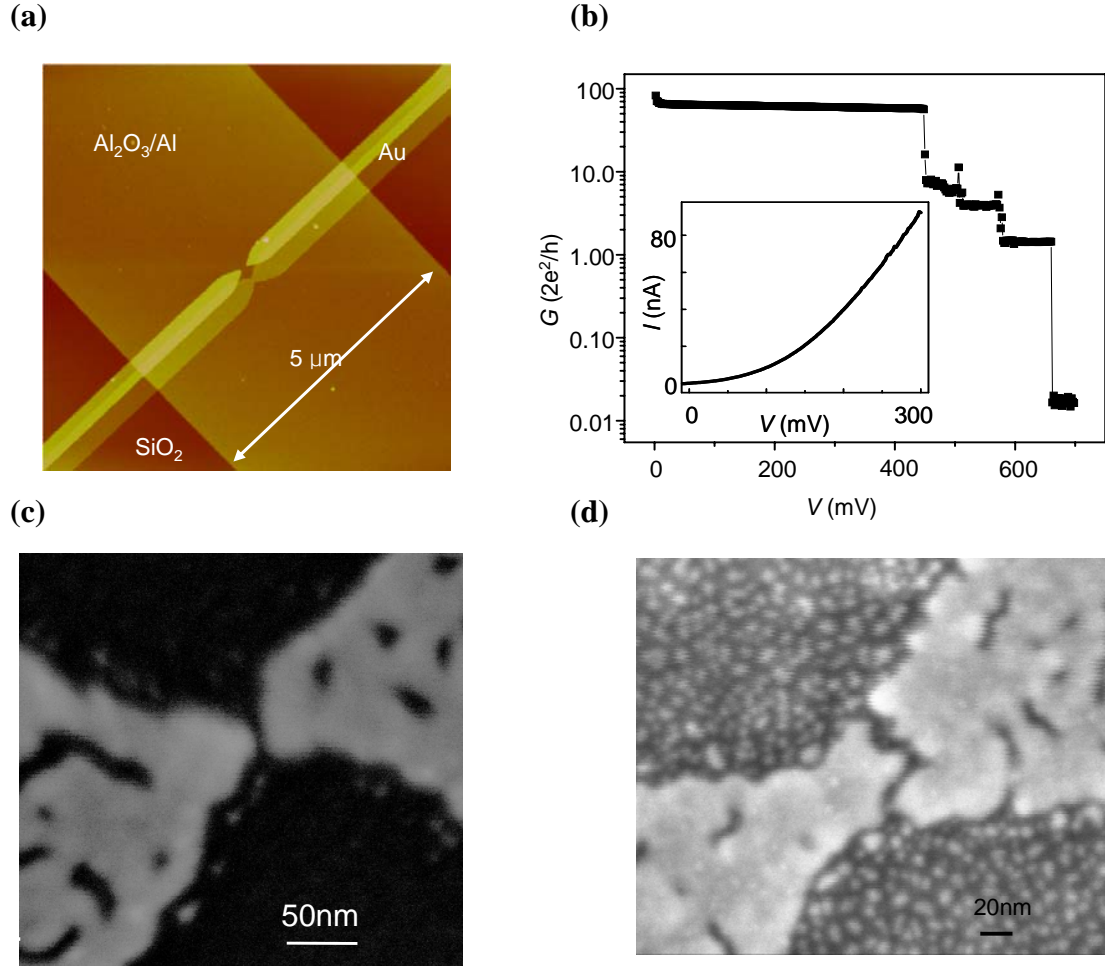 (a)
Al₂O₃/Al
Au
5 μm
SiO₂
(b)
G (2e²/h)
100
10.0
1.00
0.10
0.01
0
200
400
600
V (mV)
I (nA)
80
0
0
300
V (mV)
(c)
50nm
(d)
20nm